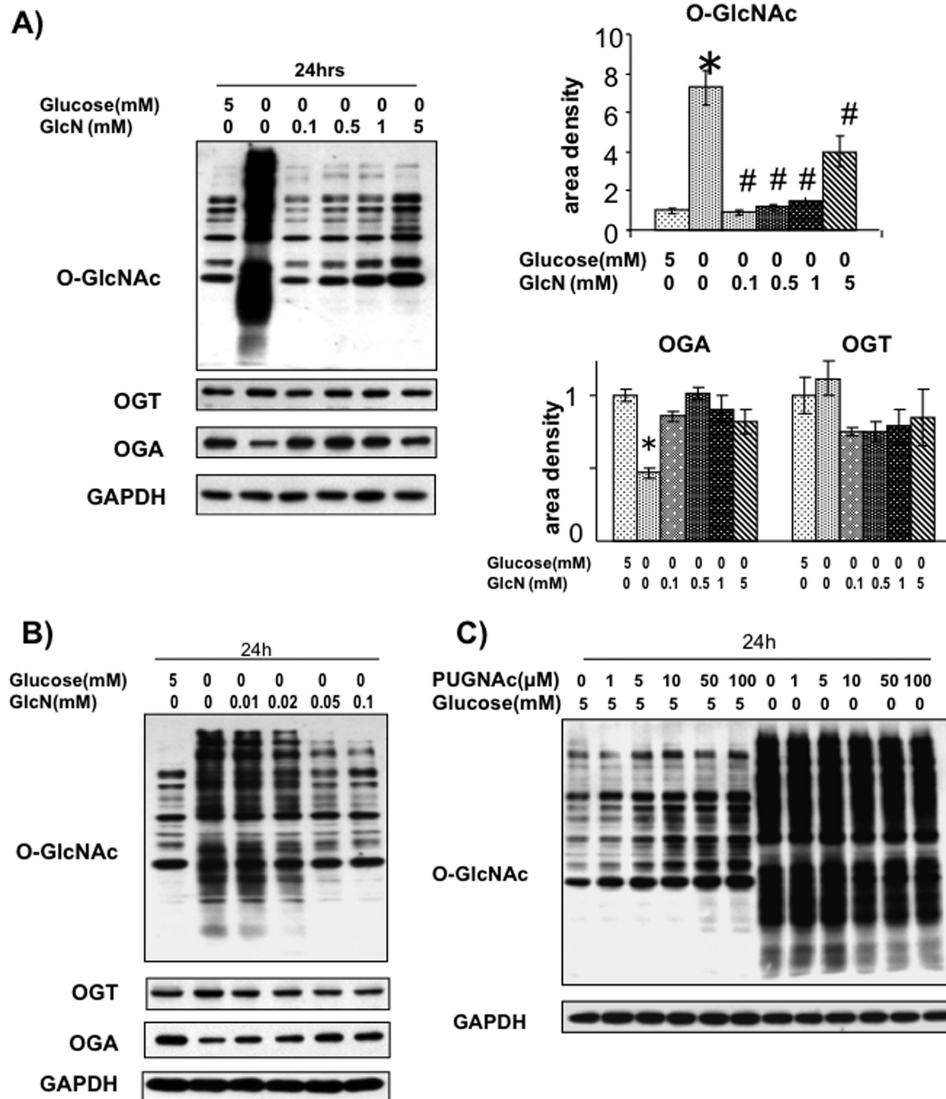 A)
24hrs
Glucose(mM) 5 0 0 0 0 0
GlcN (mM) 0 0 0.1 0.5 1 5
O-GlcNAc
OGT
OGA
GAPDH
O-GlcNAc
area density
10
8
6
4
2
0
*
# # # #
Glucose(mM) 5 0 0 0 0 0
GlcN (mM) 0 0 0.1 0.5 1 5
OGA OGT
area density
1
0
*
Glucose(mM) 5 0 0 0 0 0 5 0 0 0 0 0
GlcN (mM) 0 0 0.1 0.5 1 5 0 0 0.1 0.5 1 5
B)
24h
Glucose(mM) 5 0 0 0 0 0
GlcN(mM) 0 0 0.01 0.02 0.05 0.1
O-GlcNAc
OGT
OGA
GAPDH
C)
24h
PUGNAc(µM) 0 1 5 10 50 100 0 1 5 10 50 100
Glucose(mM) 5 5 5 5 5 5 0 0 0 0 0 0
O-GlcNAc
GAPDH